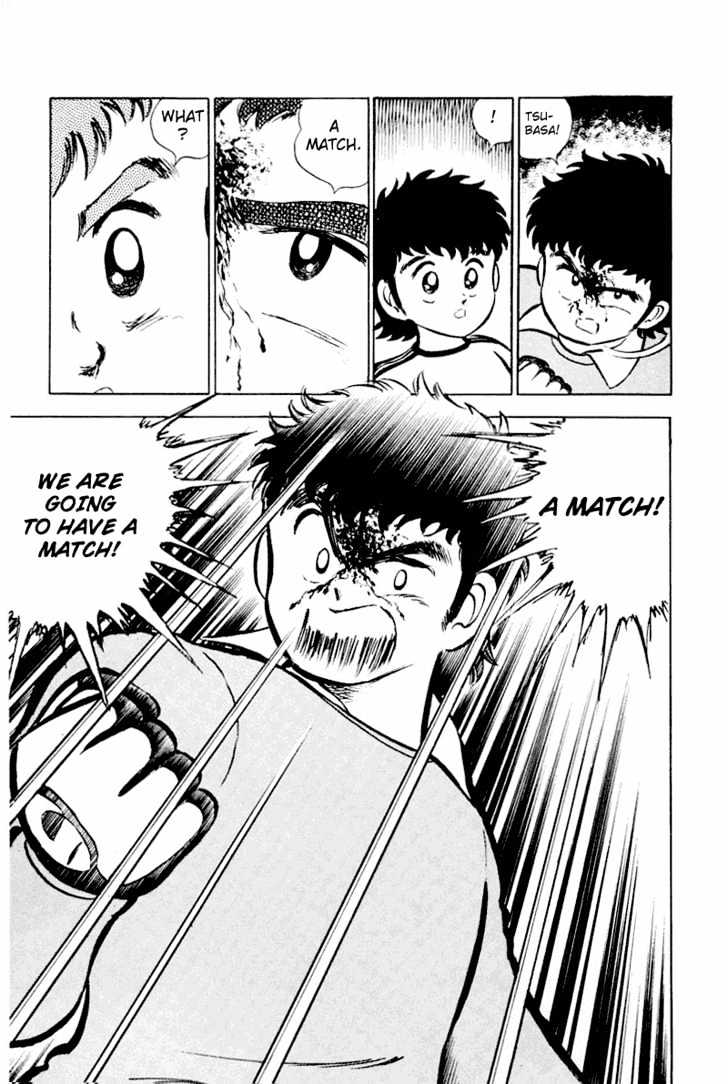 TSU-
BASA!
!
A
MATCH.
WHAT
?
A MATCH!
WE ARE
GOING
TO HAVE A
MATCH!